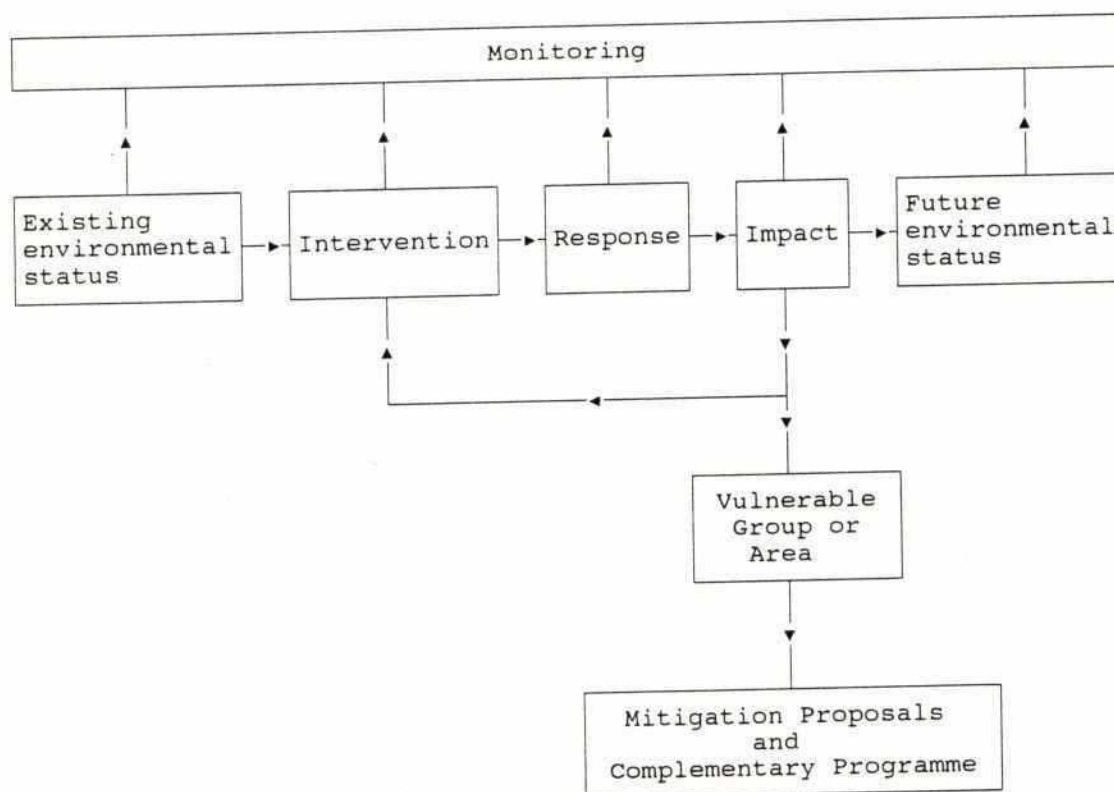 Monitoring
Existing
environmental
status
Intervention
Response
Impact
Future
environmental
status
Vulnerable
Group or
Area
Mitigation Proposals
and
Complementary Programme